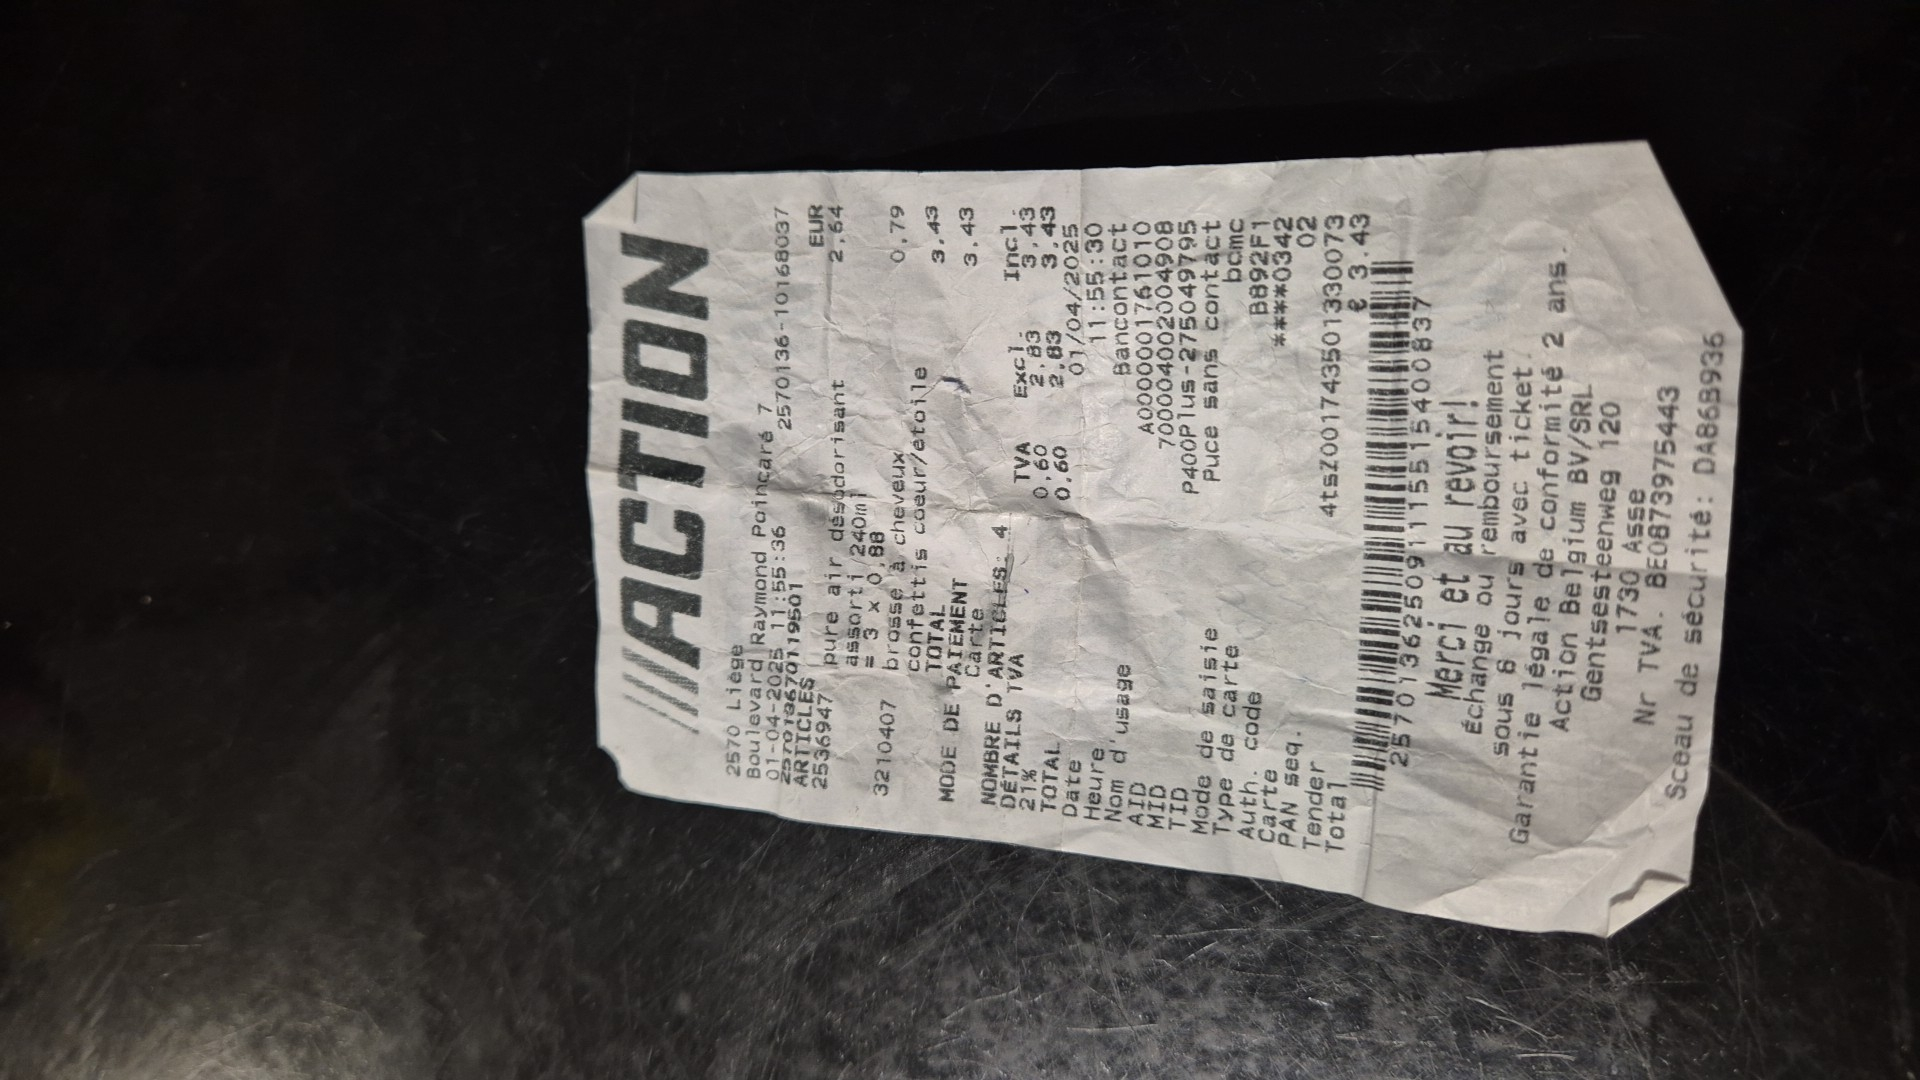 ACTION
2570 Liège
Boulevard Raymond Poincaré 7
01-04-2025 11:55:36 25701 36-10168037
ARTICLES EUR
2536947 pure air désodorisant 2,64
assorti 240ml
= 3 x 0,88
3210407 brosse à cheveux 0,79
confettis coeur/étoile
TOTAL 3.43
MODE DE PAIEMENT
Carte 3.43
NOMBRE D'ARTICLES: 4
DÉTAILS TVA TVA Excl. Incl.
21% 0,60 2,83 3,43
TOTAL 0,60 2,83 3,43
Date 01/04/2025
Heure 11:55:30
Nom d'usage Bancontact
AID A0000001761010
MID 700004002004908
TID P400Plus-275049795
Mode de saisie Puce sans contact
Type de carte bcmc
Auth. code B892F1
Carte ****0342
PAN seq. 02
Tender 4tsZ001743501330073
Total € 3.43
25701362509115515400837
Merci et au revoir!
Échange ou remboursement
sous 8 jours avec ticket.
Garantie légale de conformité 2 ans.
Action Belgium BV/SRL
Gentsesteenweg 120
1730 Asse
Nr TVA. BE0873975443
Sceau de sécurité: DA86B936